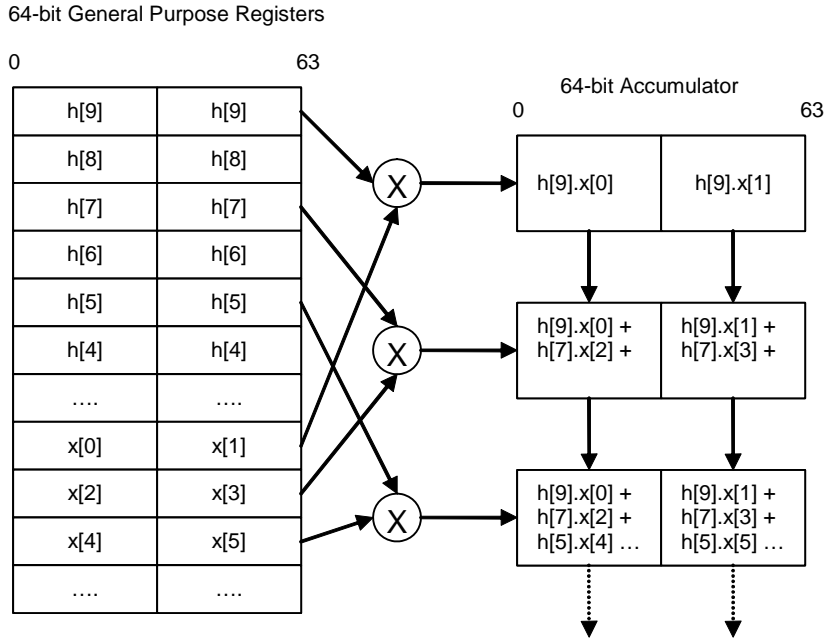 64-bit General Purpose Registers
0 63
h[9] h[9]
h[8] h[8]
h[7] h[7]
h[6] h[6]
h[5] h[5]
h[4] h[4]
.... ....
x[0] x[1]
x[2] x[3]
x[4] x[5]
.... ....
X
X
X
64-bit Accumulator
0 63
h[9].x[0] h[9].x[1]
h[9].x[0] + h[9].x[1] +
h[7].x[2] + h[7].x[3] +
h[9].x[0] + h[9].x[1] +
h[7].x[2] + h[7].x[3] +
h[5].x[4] ... h[5].x[5] ...